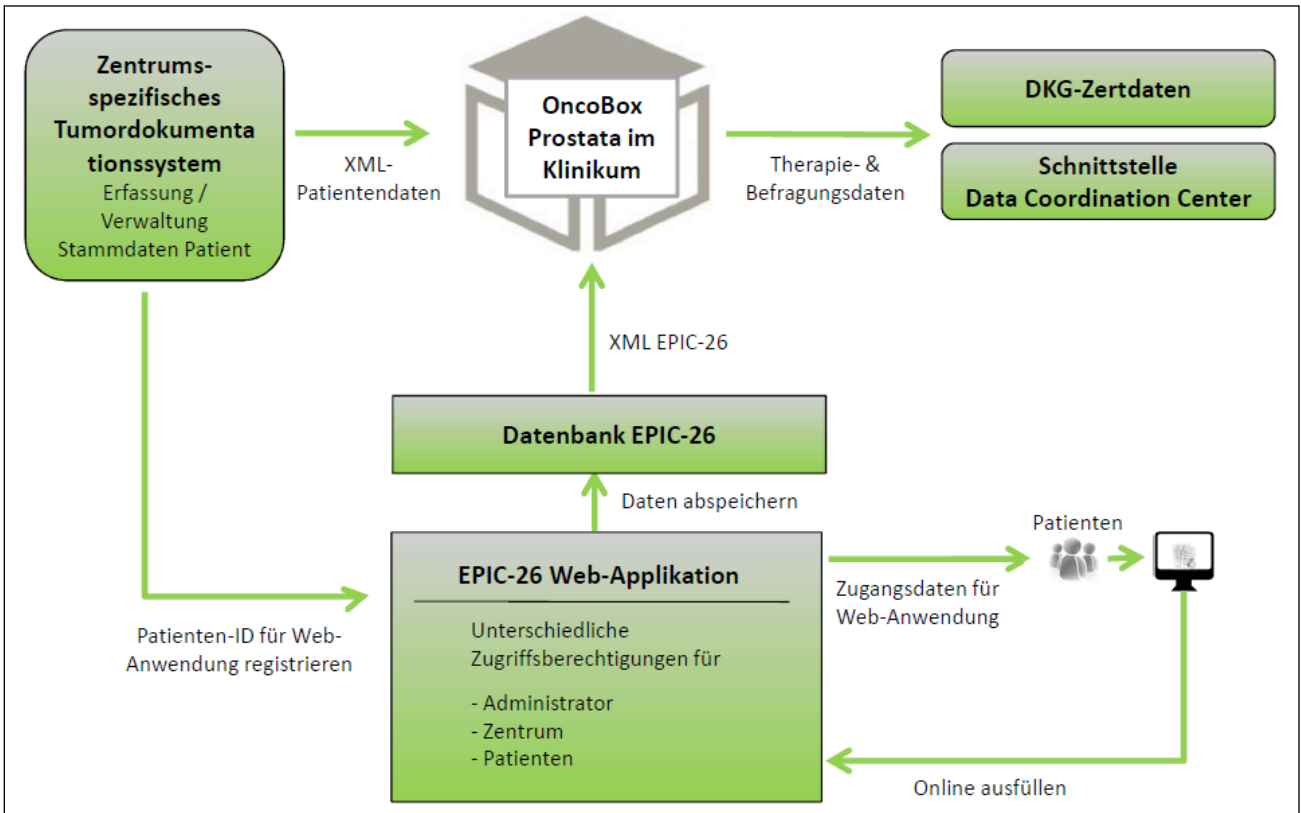 Zentrums-
spezifisches
Tumordokumenta
tionssystem
Erfassung /
Verwaltung
Stammdaten Patient
XML-
Patientendaten
OncoBox
Prostata im
Klinikum
Therapie- &
Befragungsdaten
DKG-Zertdaten
Schnittstelle
Data Coordination Center
XML EPIC-26
Datenbank EPIC-26
Daten abspeichern
EPIC-26 Web-Applikation
Unterschiedliche
Zugriffsberechtigungen für
- Administrator
- Zentrum
- Patienten
Patienten-ID für Web-
Anwendung registrieren
Patienten
Zugangsdaten für
Web-Anwendung
Online ausfüllen